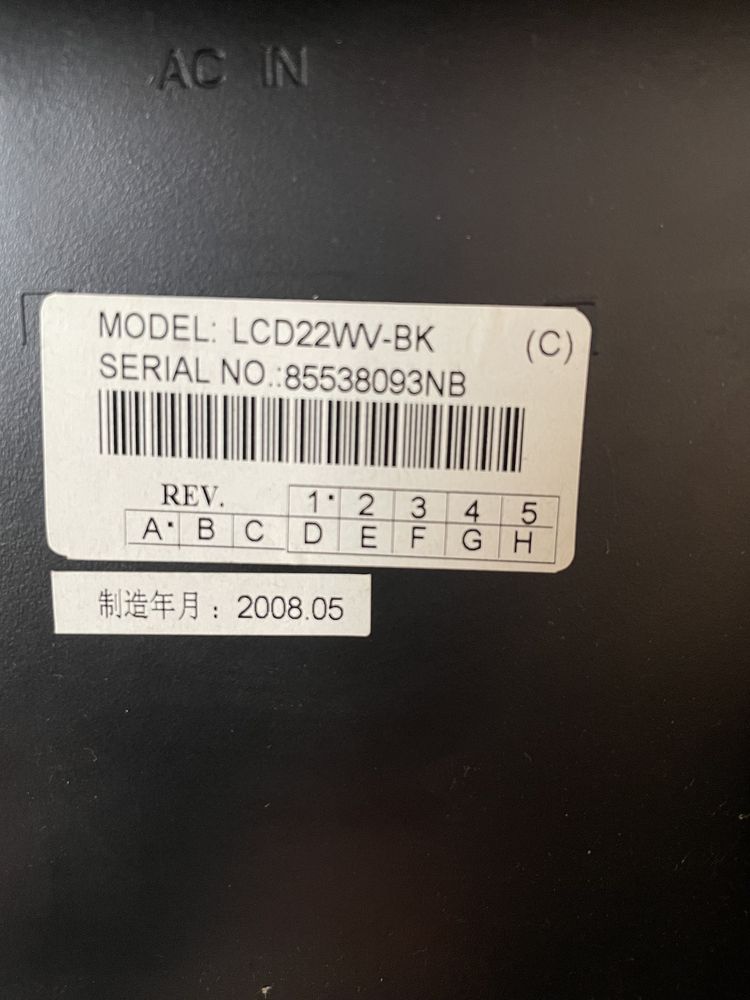 AC IN
MODEL: LCD22WV-BK (C)
SERIAL NO.:85538093NB
REV. 1· 2 3 4 5
A· B C D E F G H
制造年月：2008.05